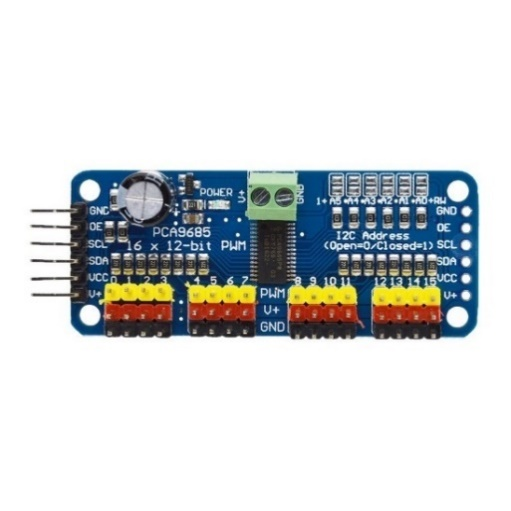 POWER
V+
GND
1+ A5 +A4+ A3+ A2+ A1+ A0+RW
GND
OE
SCL
SDA
VCC
V+
PCA9685
16 x 12-bit PWM
I2C Address
(Open=0/Closed=1)
GND
OE
SCL
SDA
VCC
V+
0 1 2 3
4 5 6 7
8 9 10 11
12 13 14 15
PWM
V+
GND